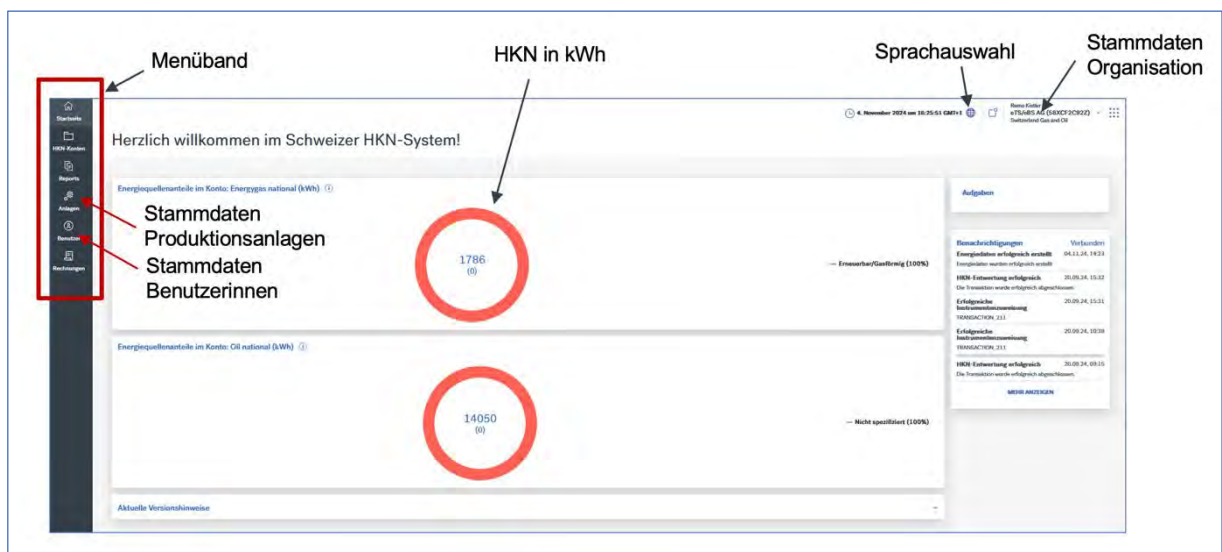 Menüband
HKN in kWh
Sprachauswahl
Stammdaten
Organisation
Startseite
HKN-Konten
Reports
Anlagen
Benutzer
Rechnungen
4. November 2024 um 16:25:51 GMT+1
Switzerland Gas and Oil
Herzlich willkommen im Schweizer HKN-System!
Energiequellenanteile im Konto: Energygas national (kWh)
1786
(0)
Erneuerbar/Gasförmig (100%)
Stammdaten
Produktionsanlagen
Stammdaten
Benutzerinnen
Energiequellenanteile im Konto: Oil national (kWh)
14050
(0)
Nicht spezifiziert (100%)
Aktuelle Versionshinweise
Aufgaben
Benachrichtigungen Verbunden
Energiedaten erfolgreich erstellt 04.11.24, 14:23
Energiedaten wurden erfolgreich erstellt
HKN-Entwertung erfolgreich 20.09.24, 15:32
Die Transaktion wurde erfolgreich abgeschlossen.
Erfolgreiche 20.09.24, 15:31
Instrumentenzuweisung
TRANSACTION_211
Erfolgreiche 20.09.24, 10:38
Instrumentenzuweisung
TRANSACTION_211
HKN-Entwertung erfolgreich 20.09.24, 09:15
Die Transaktion wurde erfolgreich abgeschlossen.
MEHR ANZEIGEN